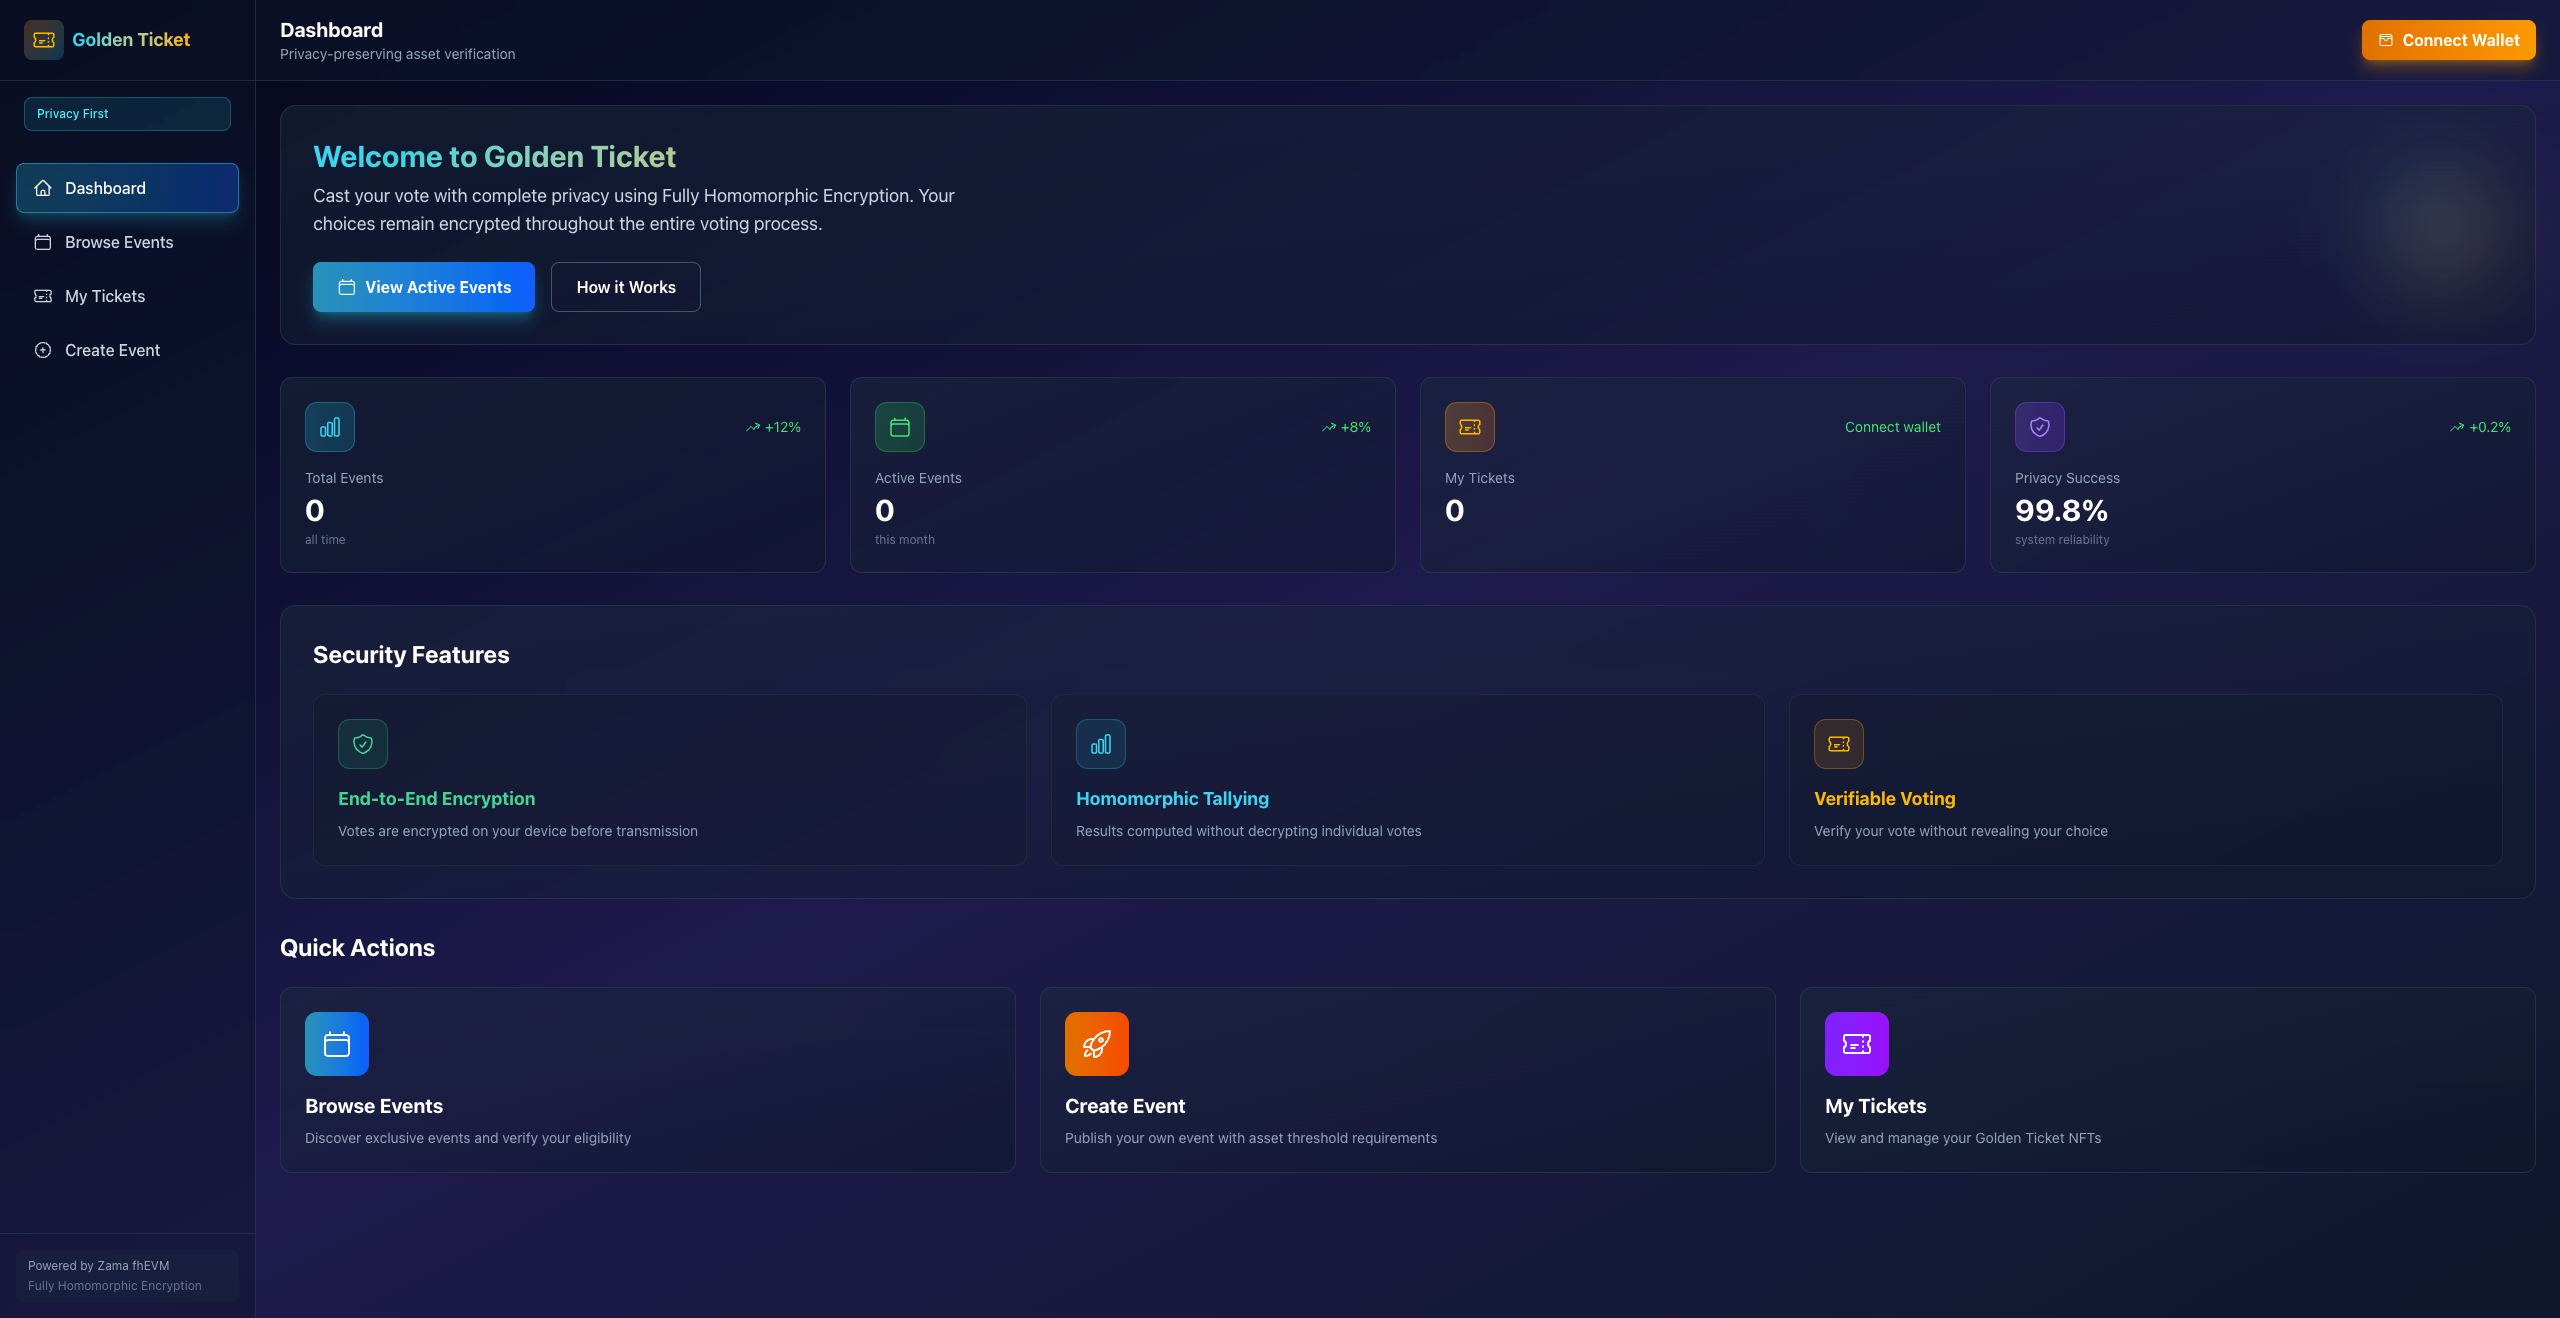 Golden Ticket
Privacy First
Dashboard
Browse Events
My Tickets
Create Event
Powered by Zama fhEVM
Fully Homomorphic Encryption
Dashboard
Privacy-preserving asset verification
Connect Wallet
Welcome to Golden Ticket
Cast your vote with complete privacy using Fully Homomorphic Encryption. Your
choices remain encrypted throughout the entire voting process.
View Active Events
How it Works
+12%
Total Events
0
all time
+8%
Active Events
0
this month
Connect wallet
My Tickets
0
+0.2%
Privacy Success
99.8%
system reliability
Security Features
End-to-End Encryption
Votes are encrypted on your device before transmission
Homomorphic Tallying
Results computed without decrypting individual votes
Verifiable Voting
Verify your vote without revealing your choice
Quick Actions
Browse Events
Discover exclusive events and verify your eligibility
Create Event
Publish your own event with asset threshold requirements
My Tickets
View and manage your Golden Ticket NFTs